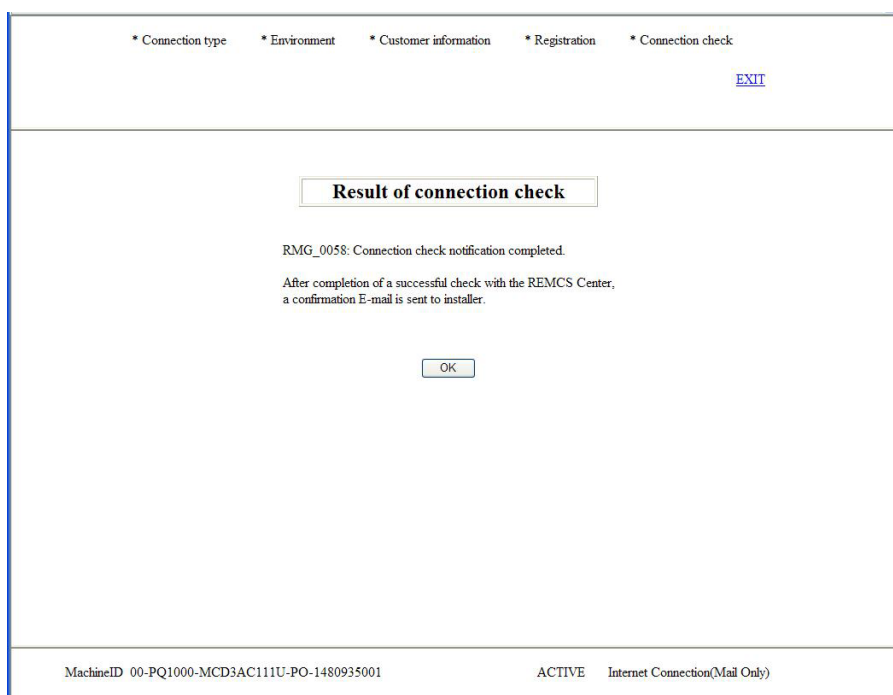 * Connection type * Environment * Customer information * Registration * Connection check
EXIT
Result of connection check
RMG_0058: Connection check notification completed.
After completion of a successful check with the REMCS Center,
a confirmation E-mail is sent to installer.
OK
MachineID 00-PQ1000-MCD3AC111U-PO-1480935001 ACTIVE Internet Connection(Mail Only)